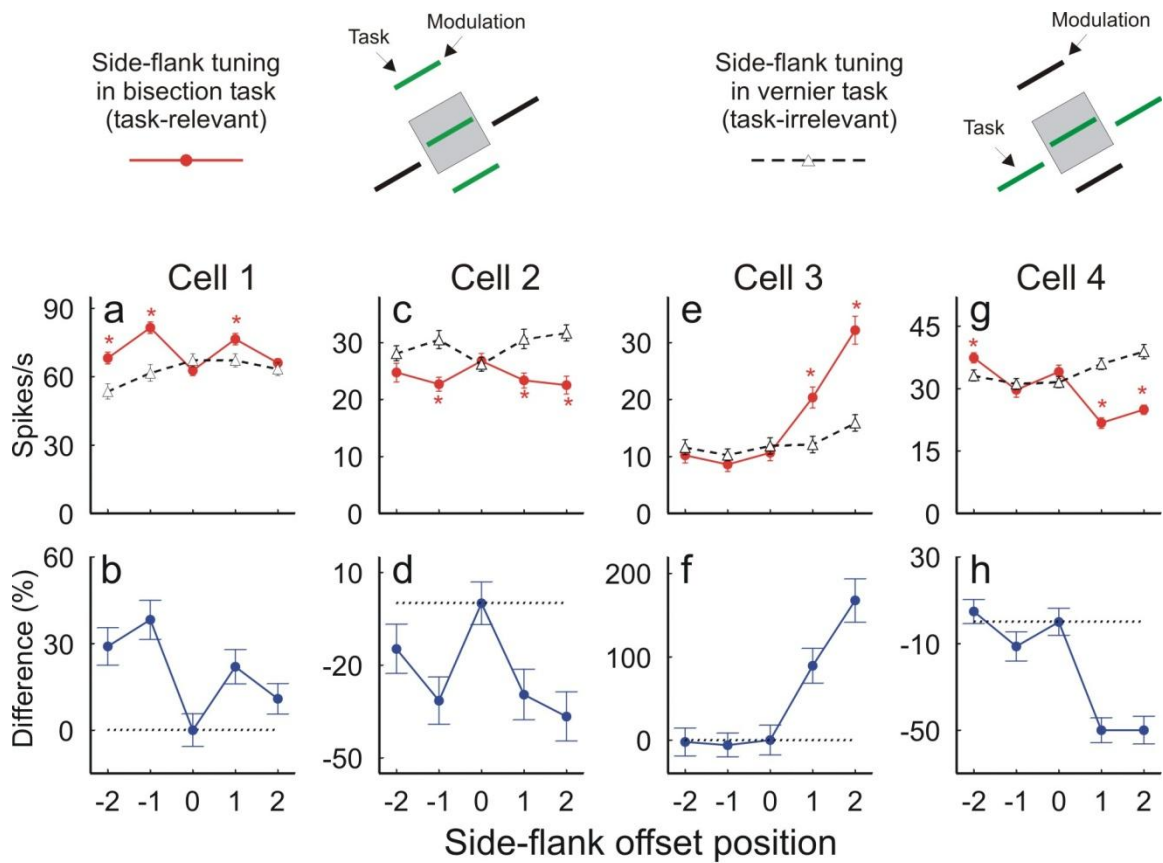 Side-flank tuning
in bisection task
(task-relevant)
Task
Modulation
Side-flank tuning
in vernier task
(task-irrelevant)
Modulation
Task
Cell 1
Cell 2
Cell 3
Cell 4
Spikes/s
90
60
30
0
a
* * *
30
20
10
0
c
* * *
30
20
10
0
e
* *
45
30
15
0
g
* * *
Difference (%)
60
30
0
b
10
-20
-50
d
200
100
0
f
30
-10
-50
h
-2 -1 0 1 2
-2 -1 0 1 2
-2 -1 0 1 2
-2 -1 0 1 2
Side-flank offset position